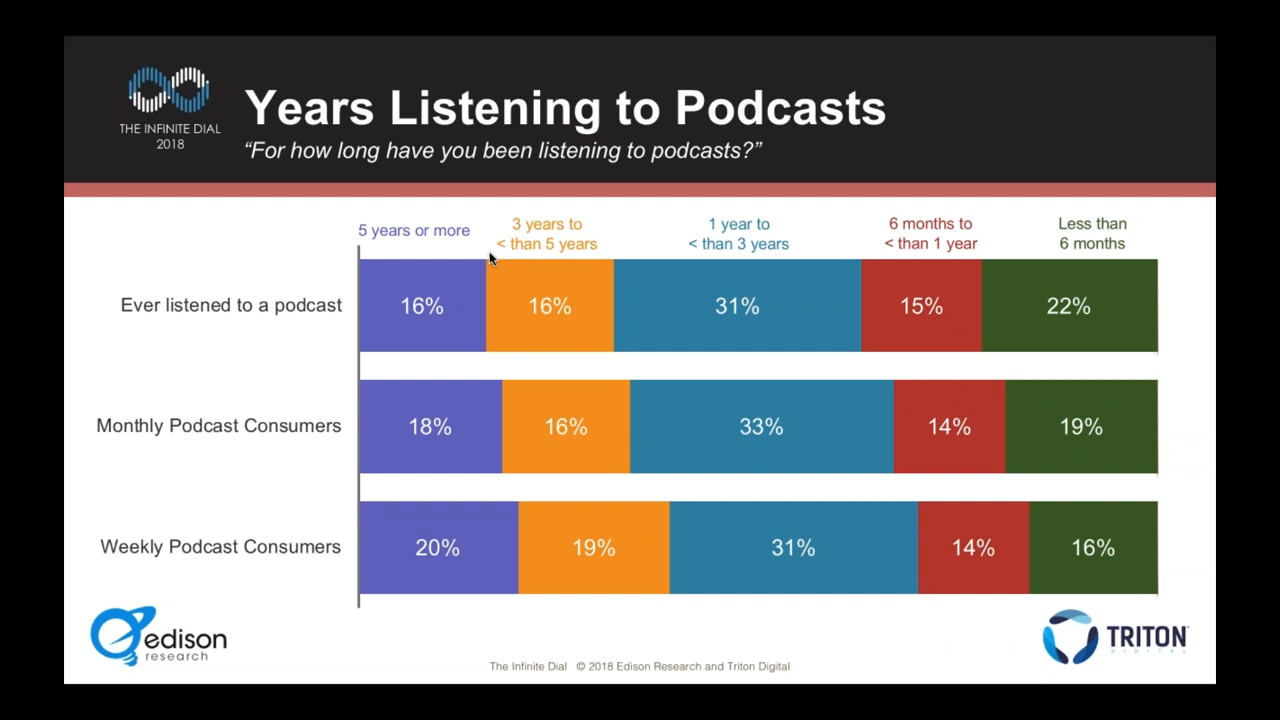 THE INFINITE DIAL
2018
Years Listening to Podcasts
“For how long have you been listening to podcasts?”
5 years or more
3 years to
< than 5 years
1 year to
< than 3 years
6 months to
< than 1 year
Less than
6 months
Ever listened to a podcast
16%
16%
31%
15%
22%
Monthly Podcast Consumers
18%
16%
33%
14%
19%
Weekly Podcast Consumers
20%
19%
31%
14%
16%
edison
research
The Infinite Dial © 2018 Edison Research and Triton Digital
TRITON
DIGITAL